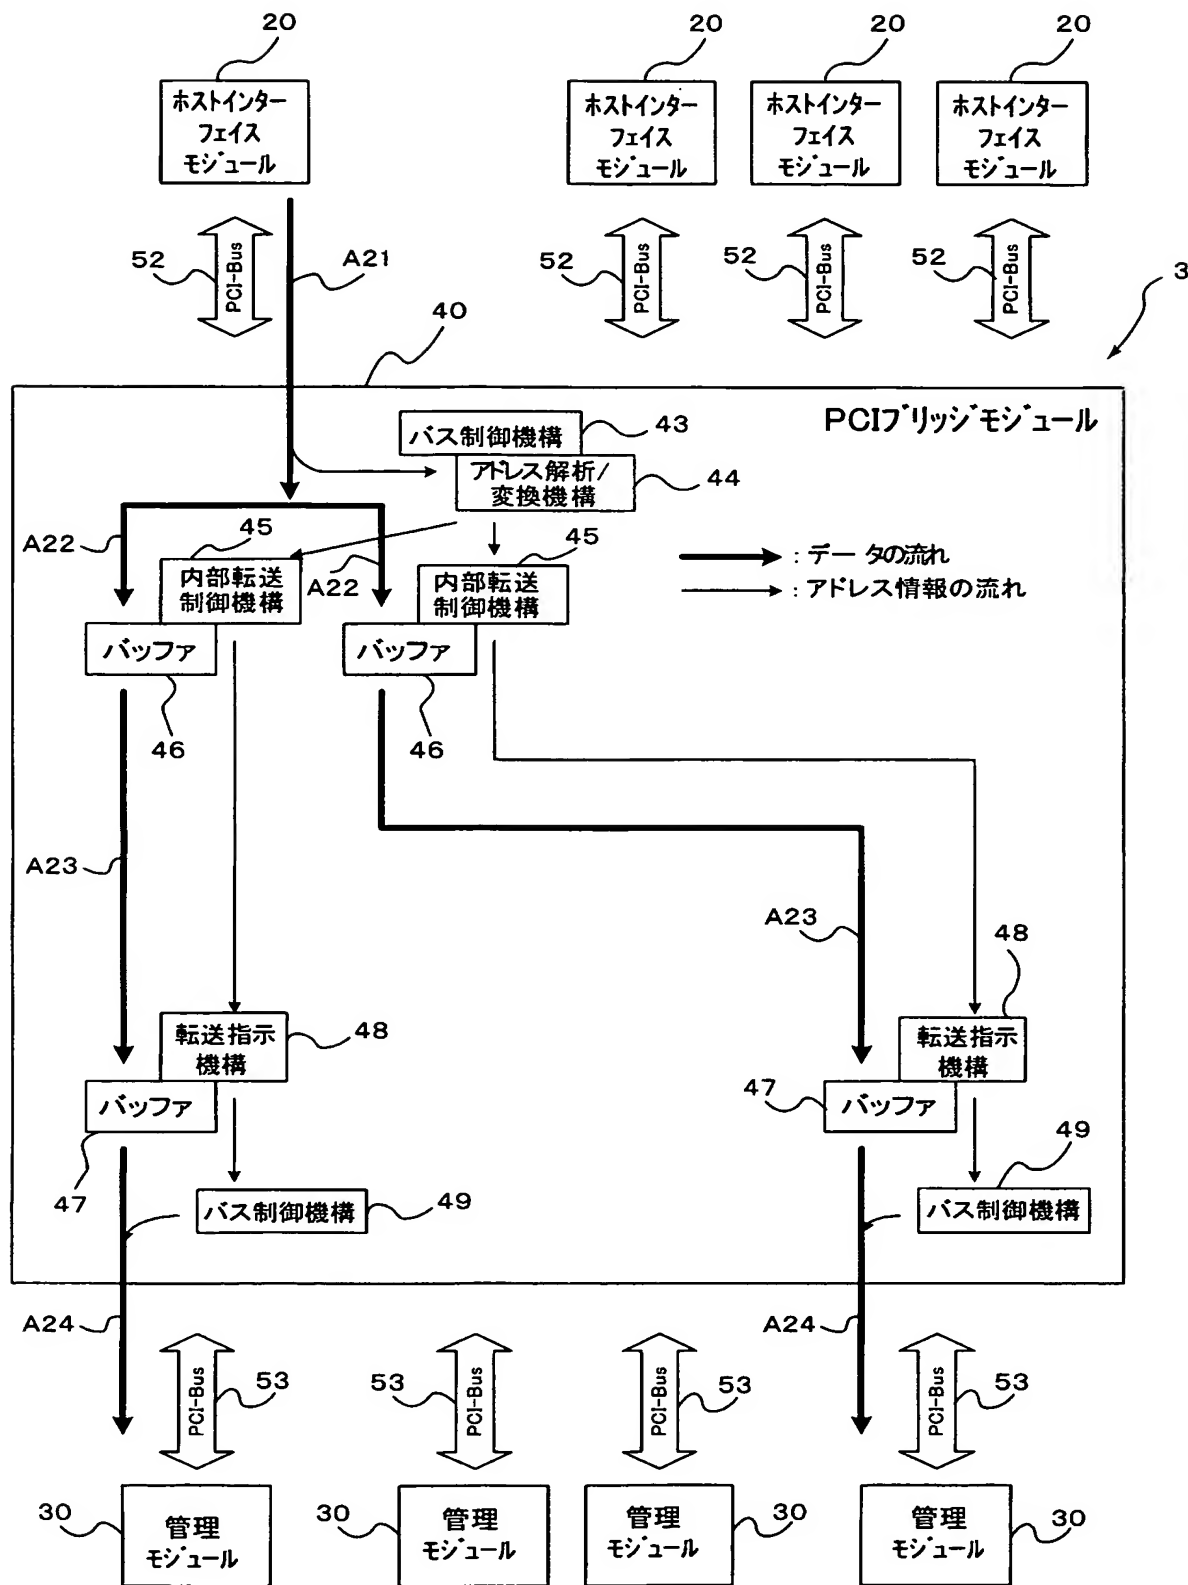 20
20
20
20
ホストインター
フェイス
モジュール
ホストインター
フェイス
モジュール
ホストインター
フェイス
モジュール
ホストインター
フェイス
モジュール
52
PCI-Bus
A21
52
PCI-Bus
52
PCI-Bus
52
PCI-Bus
3
40
PCIブリッジモジュール
バス制御機構
43
アドレス解析/
変換機構
44
A22
45
内部転送
制御機構
A22
45
内部転送
制御機構
:データの流れ
:アドレス情報の流れ
バッファ
バッファ
46
46
A23
A23
転送指示
機構
48
48
転送指示
機構
バッファ
47
バッファ
47
バス制御機構
49
49
バス制御機構
A24
A24
PCI-Bus
53
53
PCI-Bus
PCI-Bus
53
PCI-Bus
53
30
管理
モジュール
30
管理
モジュール
管理
モジュール
30
管理
モジュール
30